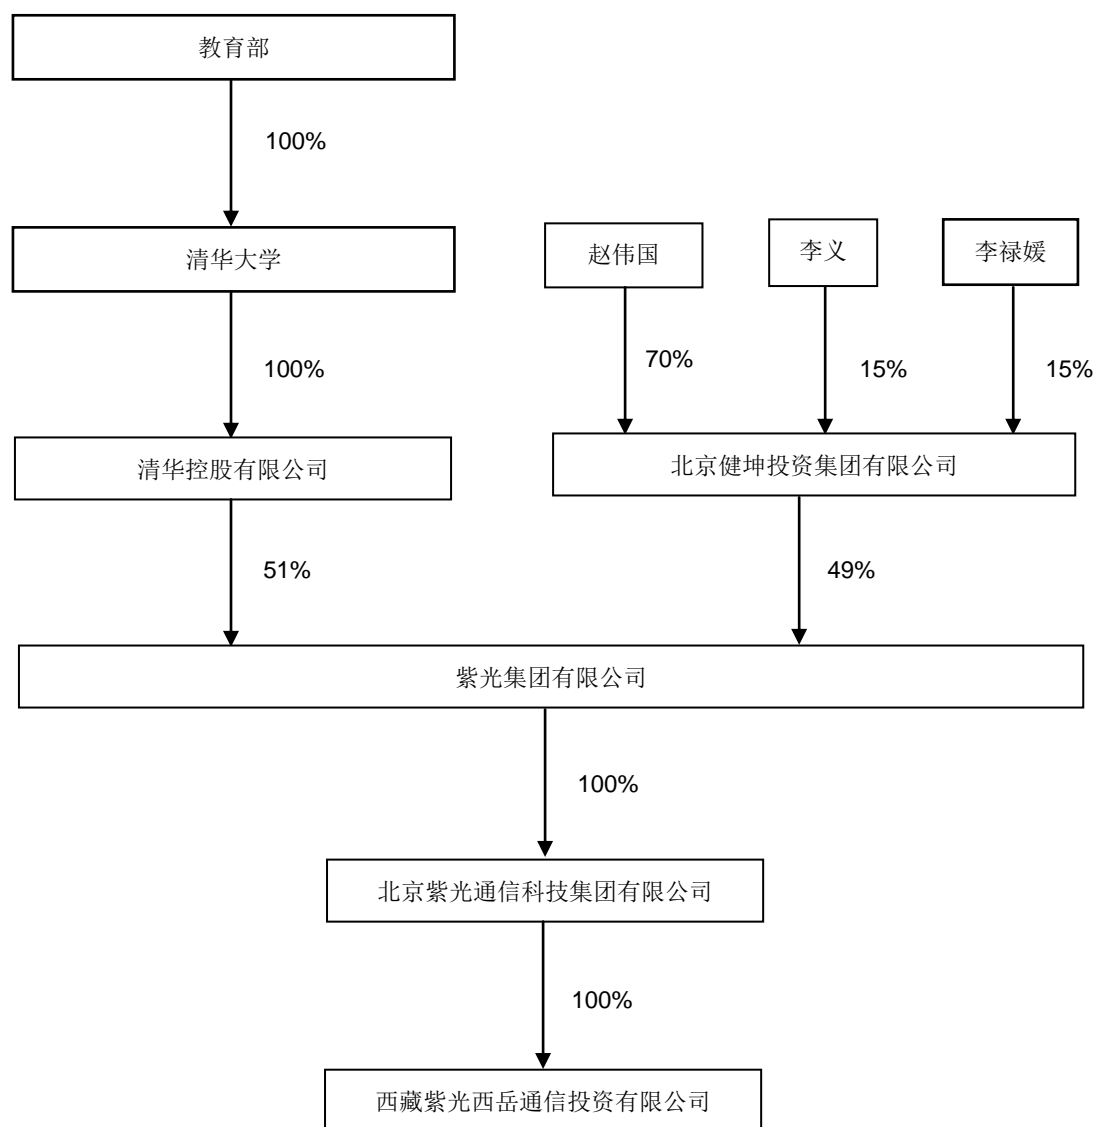 教育部
100%
清华大学
赵伟国
李义
李禄媛
100%
70%
15%
15%
清华控股有限公司
北京健坤投资集团有限公司
51%
49%
紫光集团有限公司
100%
北京紫光通信科技集团有限公司
100%
西藏紫光西岳通信投资有限公司